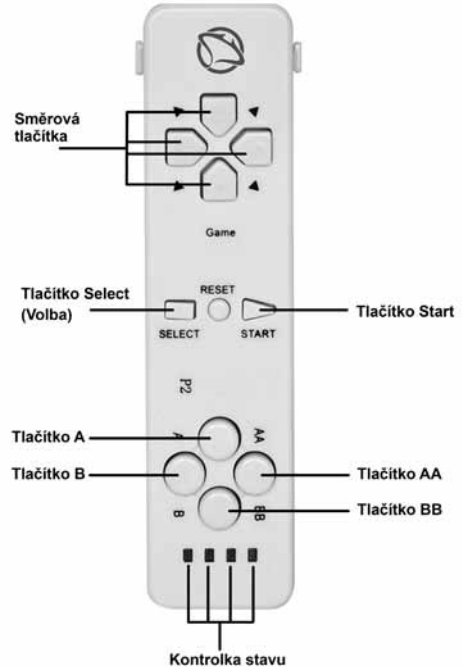 Směrová
tlačítka
Game
Tlačítko Select
(Volba)
RESET
Tlačítko Start
SELECT
START
P2
Tlačítko A
A
AA
Tlačítko B
Tlačítko AA
B
BB
Tlačítko BB
Kontrolka stavu